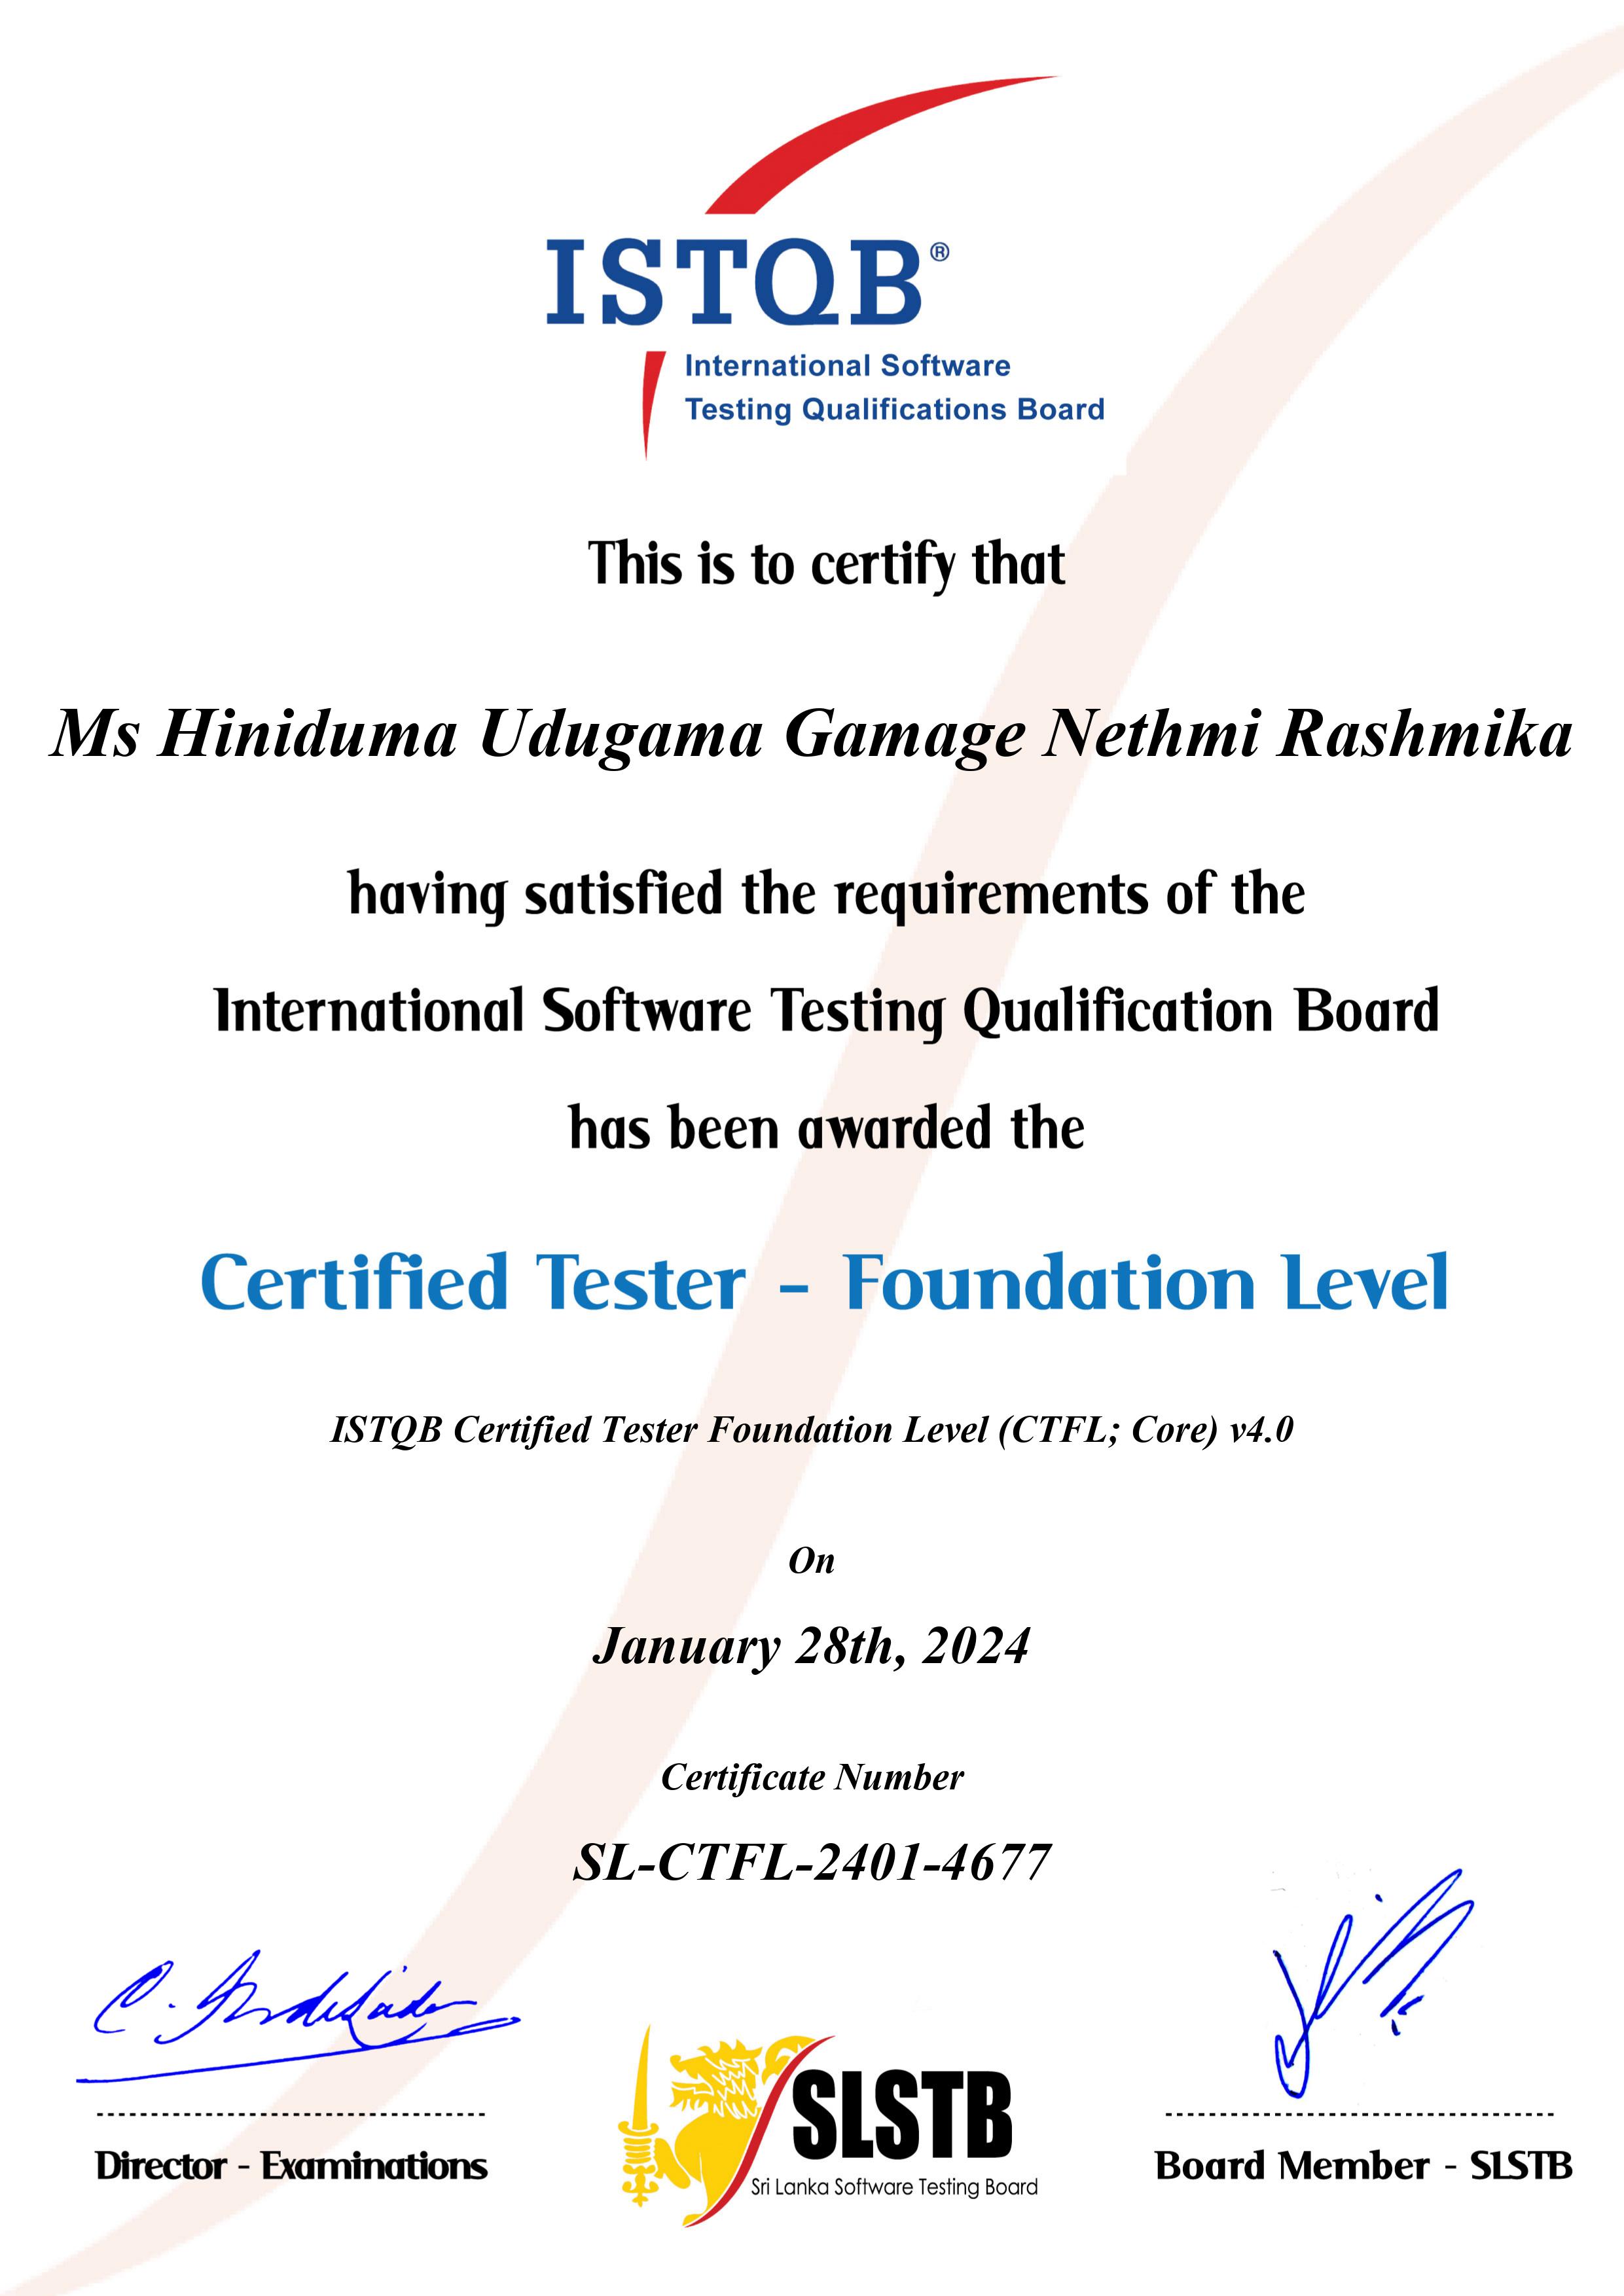 ISTQB®
International Software
Testing Qualifications Board
This is to certify that
Ms Hiniduma Udugama Gamage Nethmi Rashmika
having satisfied the requirements of the
International Software Testing Qualification Board
has been awarded the
Certified Tester - Foundation Level
ISTQB Certified Tester Foundation Level (CTFL; Core) v4.0
On
January 28th, 2024
Certificate Number
SL-CTFL-2401-4677
SLSTB
Sri Lanka Software Testing Board
Director - Examinations
Board Member - SLSTB